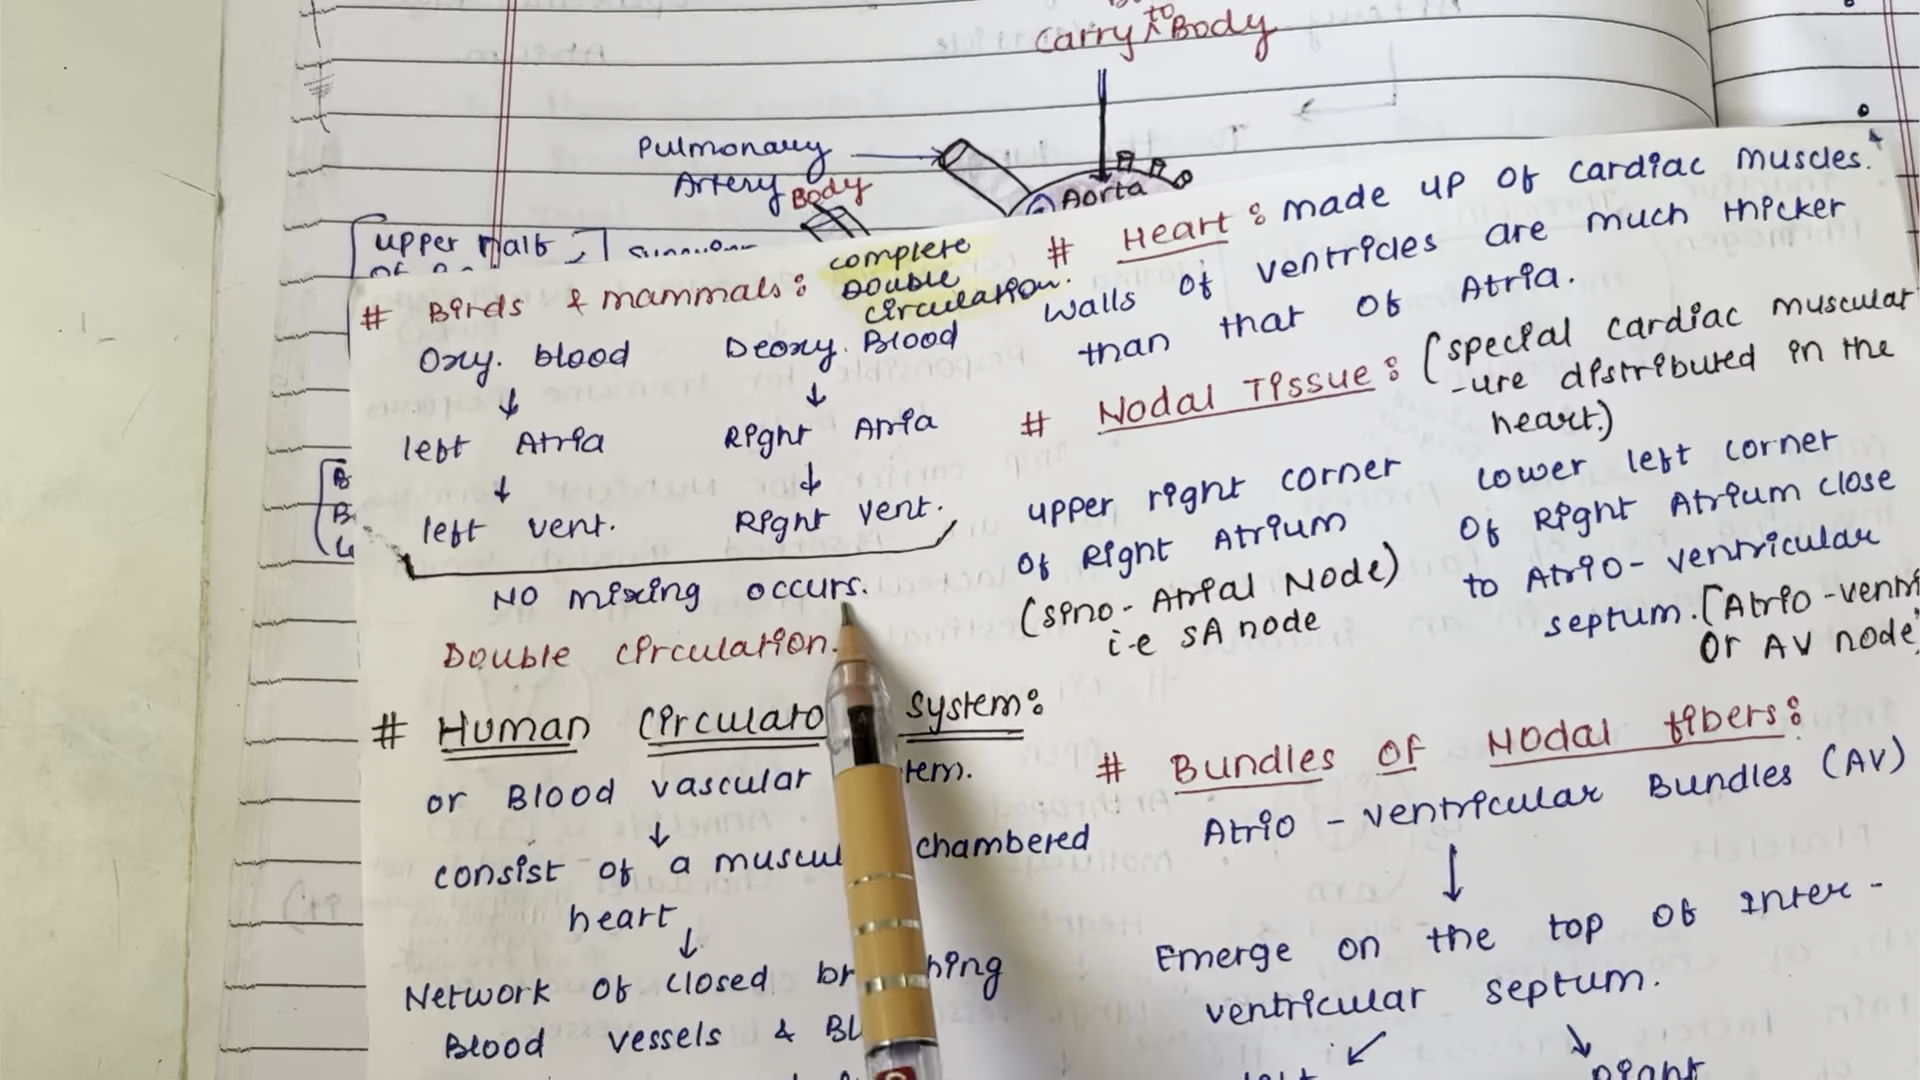 Carry to Body
Pulmonary
Artery
Body
Aorta
upper half
# Birds & mammals: complete
Double
circulation.
Oxy. blood Deoxy. Blood
↓ ↓
left Atria Right Atria
↓ ↓
left vent. Right vent.
NO mixing occurs.
Double circulation.
# Human Circulato System:
or Blood vascular tem.
↓
consist of a muscul chambered
heart
↓
Network of closed br hing
Blood vessels & Bl
# Heart: made up of cardiac muscles.
walls of ventricles are much thicker
than that of Atria.
# Nodal Tissue: (special cardiac muscular
-ure distributed in the
heart.)
upper right corner
of Right Atrium
(sino-Atrial Node)
i.e SA node
Lower left corner
of Right Atrium close
to Atrio-ventricular
septum. [Atrio-ventri
or AV node
# Bundles of Nodal fibers:
Atrio-ventricular Bundles (AV)
↓
Emerge on the top of Inter-
ventricular septum.
left Right